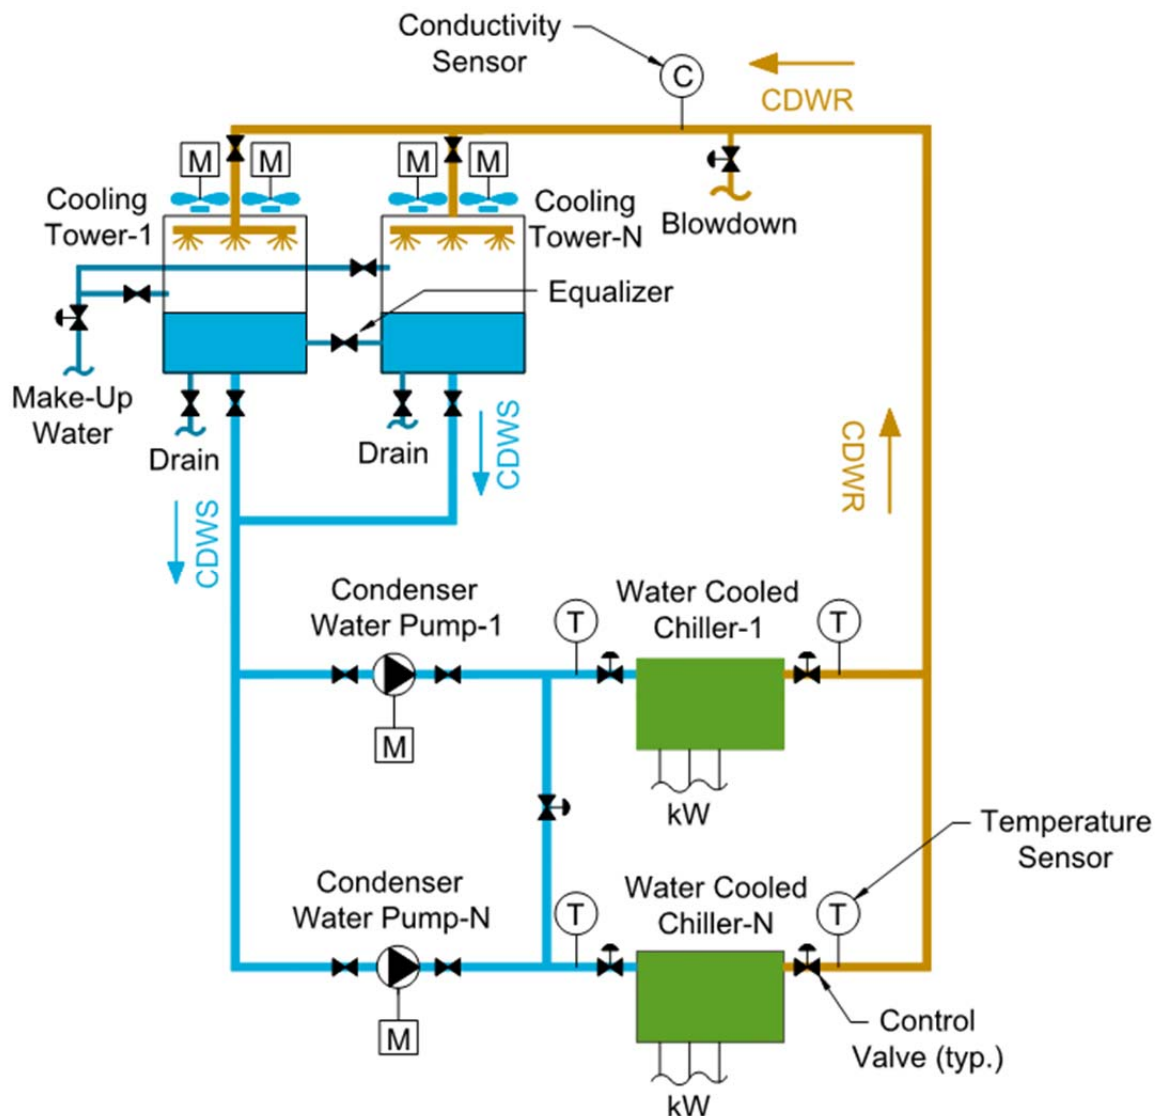 Conductivity
Sensor
C
CDWR
M
M
M
M
Cooling
Tower-1
Cooling
Tower-N
Blowdown
Equalizer
Make-Up
Water
Drain
Drain
CDWS
CDWS
CDWR
Condenser
Water Pump-1
T
Water Cooled
Chiller-1
T
M
kW
Temperature
Sensor
Condenser
Water Pump-N
T
Water Cooled
Chiller-N
T
M
Control
Valve (typ.)
kW